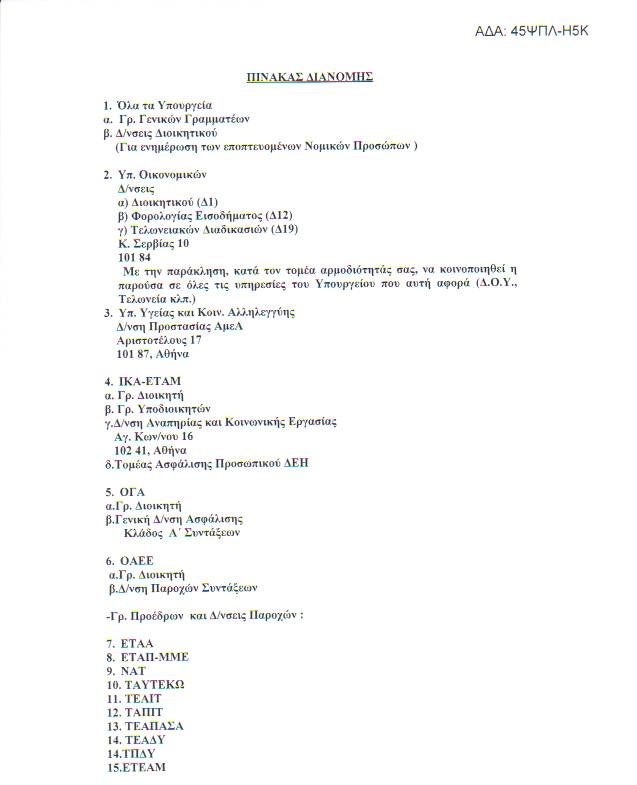 ΑΔΑ: 45ΨΠΛ-Η5Κ
ΠΙΝΑΚΑΣ ΔΙΑΝΟΜΗΣ
1. Όλα τα Υπουργεία
α. Γρ. Γενικών Γραμματέων
β. Δ/νσεις Διοικητικού
(Για ενημέρωση των εποπτευομένων Νομικών Προσώπων )
2. Υπ. Οικονομικών
Δ/νσεις
α) Διοικητικού (Δ1)
β) Φορολογίας Εισοδήματος (Δ12)
γ) Τελωνειακών Διαδικασιών (Δ19)
Κ. Σερβίας 10
101 84
Με την παράκληση, κατά τον τομέα αρμοδιότητάς σας, να κοινοποιηθεί η
παρούσα σε όλες τις υπηρεσίες του Υπουργείου που αυτή αφορά (Δ.Ο.Υ.,
Τελωνεία κλπ.)
3. Υπ. Υγείας και Κοιν. Αλληλεγγύης
Δ/νση Προστασίας ΑμεΑ
Αριστοτέλους 17
101 87, Αθήνα
4. ΙΚΑ-ΕΤΑΜ
α. Γρ. Διοικητή
β. Γρ. Υποδιοικητών
γ.Δ/νση Αναπηρίας και Κοινωνικής Εργασίας
Αγ. Κων/νου 16
102 41, Αθήνα
δ.Τομέας Ασφάλισης Προσωπικού ΔΕΗ
5. ΟΓΑ
α.Γρ. Διοικητή
β.Γενική Δ/νση Ασφάλισης
Κλάδος Α΄ Συντάξεων
6. ΟΑΕΕ
α.Γρ. Διοικητή
β.Δ/νση Παροχών Συντάξεων
-Γρ. Προέδρων και Δ/νσεις Παροχών :
7. ΕΤΑΑ
8. ΕΤΑΠ-ΜΜΕ
9. ΝΑΤ
10. ΤΑΥΤΕΚΩ
11. ΤΕΑΙΤ
12. ΤΑΠΙΤ
13. ΤΕΑΠΑΣΑ
14. ΤΕΑΔΥ
14.ΤΠΔΥ
15.ΕΤΕΑΜ